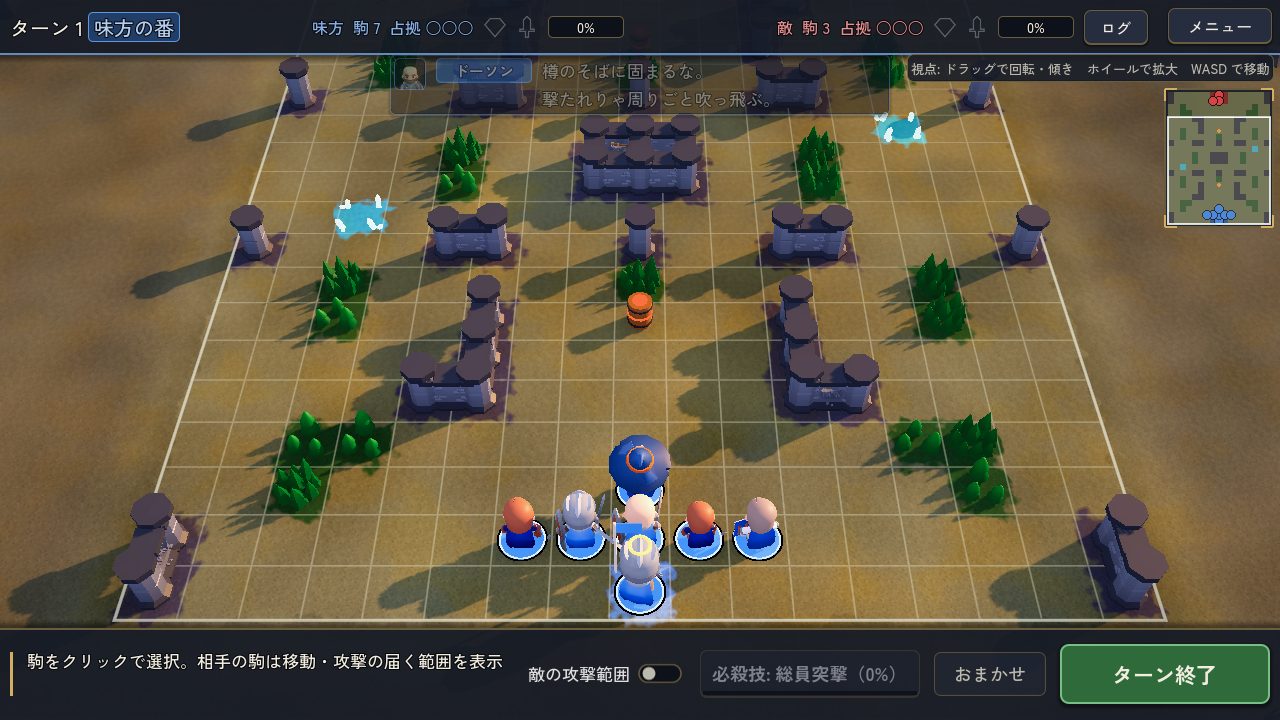 ターン 1 味方の番
味方 駒 7 占拠 〇〇〇 0%
敵 駒 3 占拠 〇〇〇 0%
ログ
メニュー
ドーソン
樽のそばに固まるな。
撃たれりゃ周りごと吹っ飛ぶ。
視点: ドラッグで回転・傾き ホイールで拡大 WASD で移動
駒をクリックで選択。相手の駒は移動・攻撃の届く範囲を表示
敵の攻撃範囲
必殺技: 総員突撃（0%）
おまかせ
ターン終了